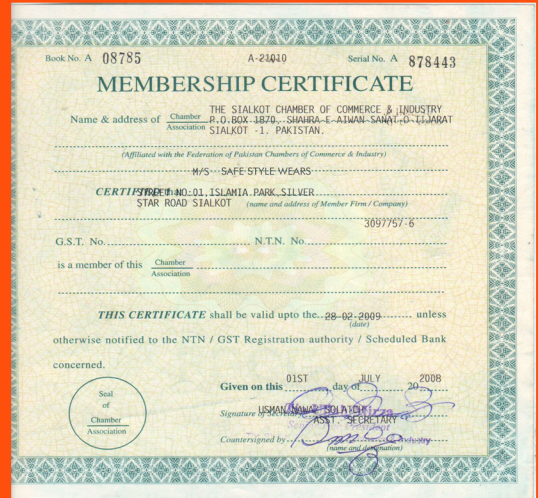 Book No. A 08785 A-21010 Serial No. A 878443
MEMBERSHIP CERTIFICATE
Name & address of Chamber Association THE SIALKOT CHAMBER OF COMMERCE & INDUSTRY
P.O.BOX 1870, SHAHRA-E-AIWAN-SANAT-O-TIJARAT
SIALKOT -1. PAKISTAN.
(Affiliated with the Federation of Pakistan Chambers of Commerce & Industry)
M/S SAFE STYLE WEARS
STREET NO:01,ISLAMIA PARK,SILVER
STAR ROAD SIALKOT (name and address of Member Firm / Company)
3097757-6
G.S.T. No. N.T.N. No.
is a member of this Chamber Association
THIS CERTIFICATE shall be valid upto the 28-02-2009 unless
(date)
otherwise notified to the NTN / GST Registration authority / Scheduled Bank
concerned.
Given on this 01ST day of JULY 20 2008
Seal
of
Chamber
Association
Signature of Secretary USMAN NAWAZ
ASST. SECRETARY
Countersigned by
(name and designation)